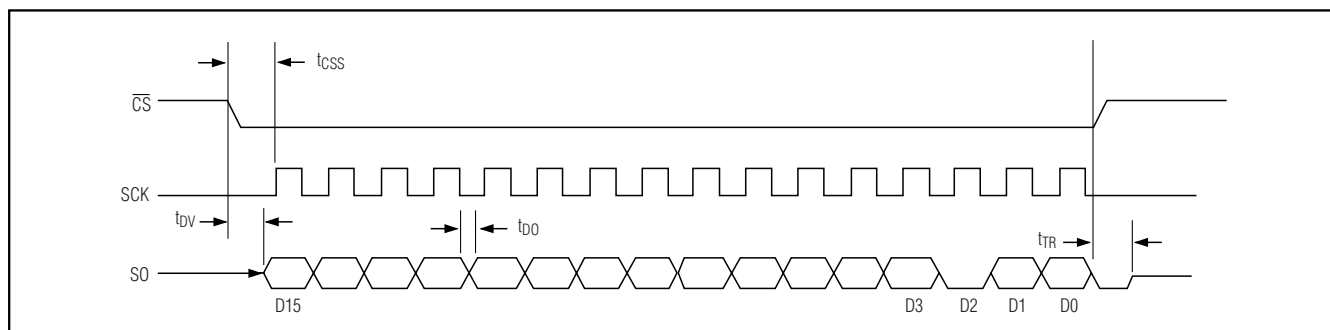 tCSS
CS
SCK
tDV
tDO
tTR
SO
D15 D3 D2 D1 D0